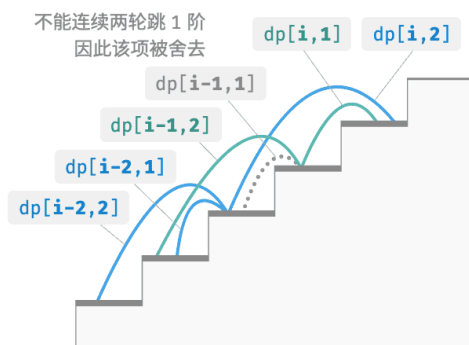 不能连续两轮跳 1 阶
因此该项被舍去
dp[i,1]
dp[i,2]
dp[i-1,1]
dp[i-1,2]
dp[i-2,1]
dp[i-2,2]